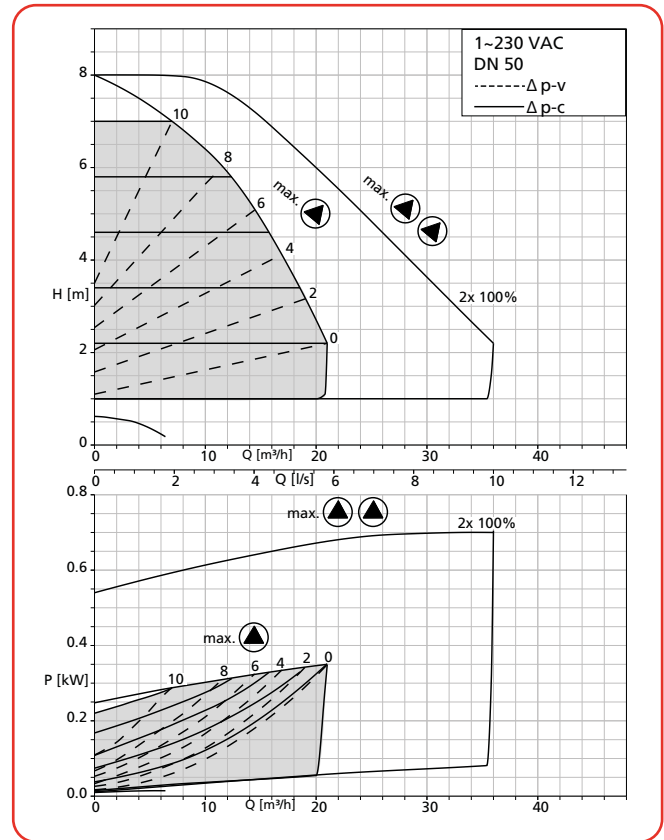 1~230 VAC
DN 50
Δ p-v
Δ p-c
8
6
4
H [m]
2
0
10
8
6
4
2
0
max.
max.
2x 100%
0 10 Q [m³/h] 20 30 40
0 2 4 Q [l/s] 6 8 10 12
0.8
0.6
0.4
P [kW]
0.2
0.0
max.
2x 100%
max.
10 8 6 4 2 0
0 10 Q [m³/h] 20 30 40